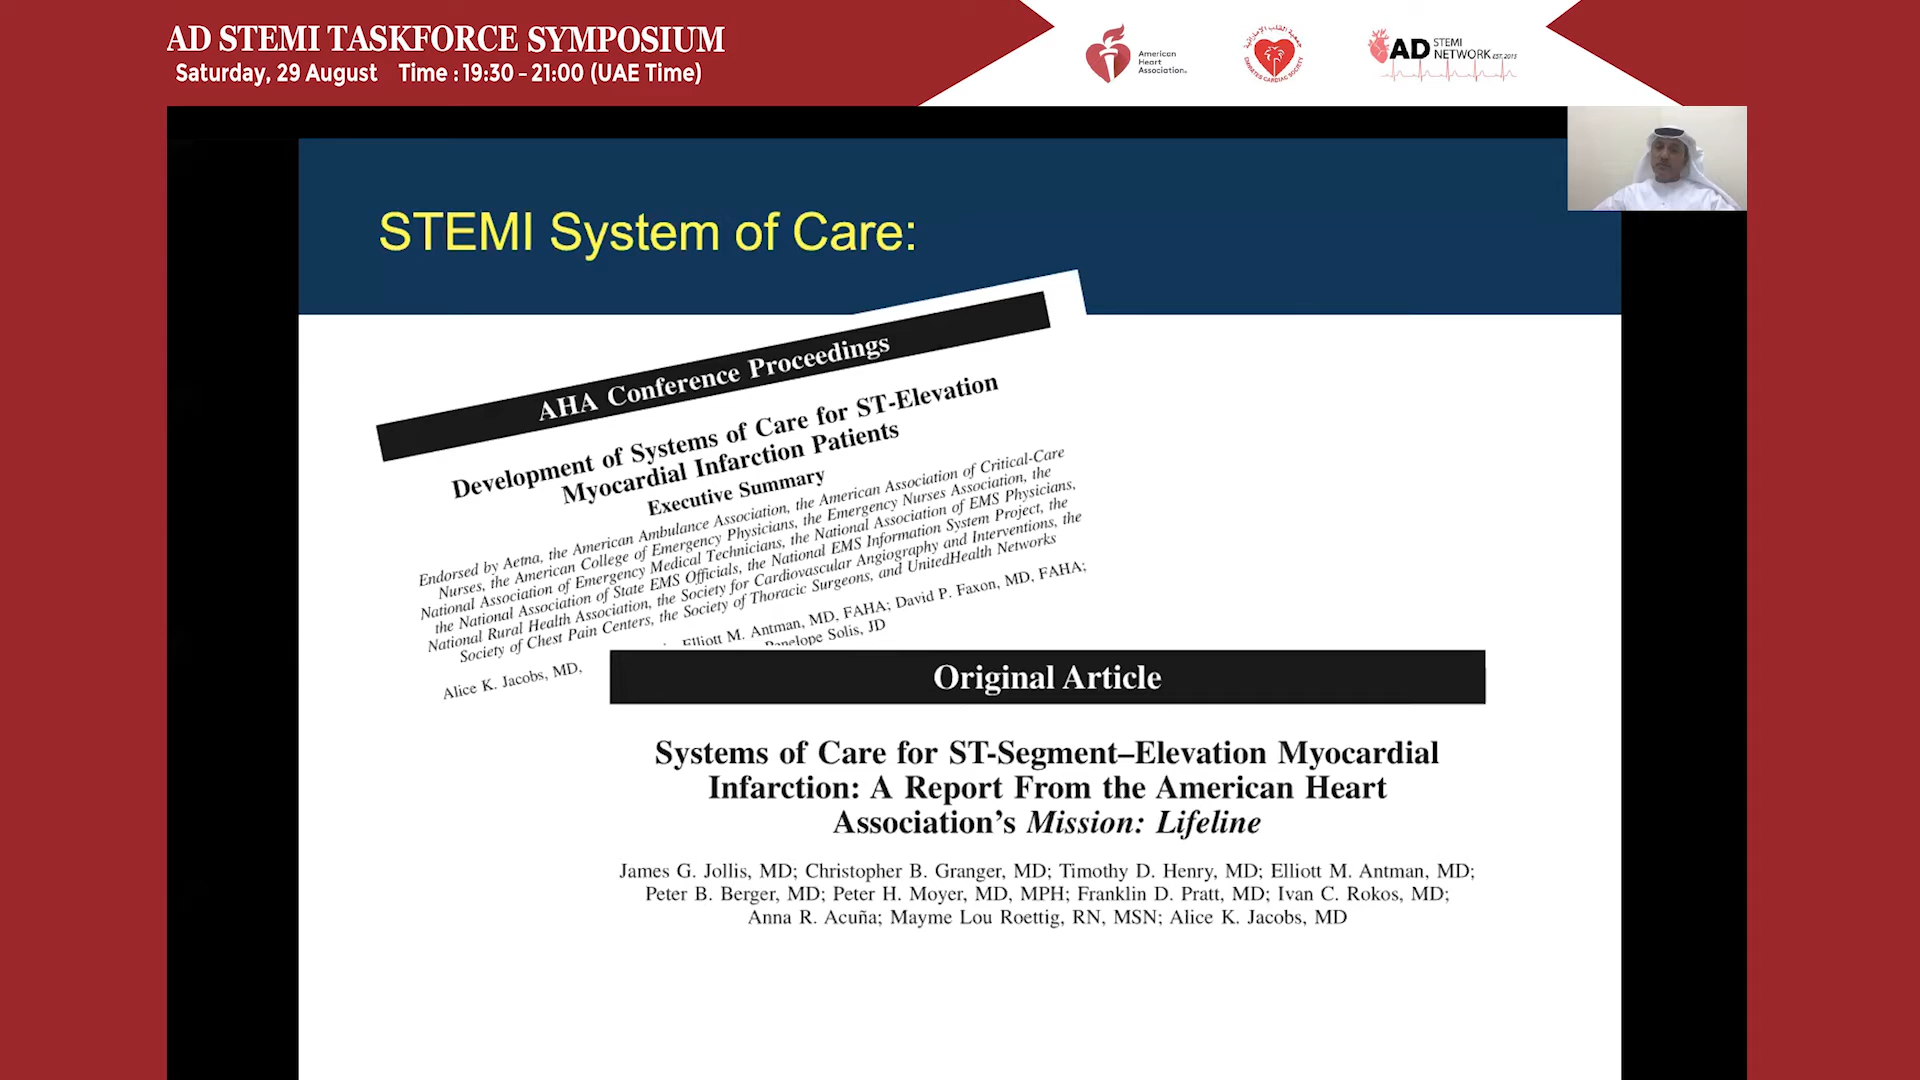 AD STEMI TASKFORCE SYMPOSIUM
Saturday, 29 August Time : 19:30 - 21:00 (UAE Time)
American
Heart
Association®
جمعية القلب الإماراتية
EMIRATES CARDIAC SOCIETY
AD STEMI
NETWORK EST. 2015
STEMI System of Care:
AHA Conference Proceedings
Development of Systems of Care for ST-Elevation
Myocardial Infarction Patients
Executive Summary
Endorsed by Aetna, the American Ambulance Association, the American Association of Critical-Care
Nurses, the American College of Emergency Physicians, the Emergency Nurses Association, the
National Association of Emergency Medical Technicians, the National Association of EMS Physicians,
the National Association of State EMS Officials, the National EMS Information System Project, the
National Rural Health Association, the Society for Cardiovascular Angiography and Interventions, the
Society of Chest Pain Centers, the Society of Thoracic Surgeons, and UnitedHealth Networks
Alice K. Jacobs, MD, Elliott M. Antman, MD, FAHA; David P. Faxon, MD, FAHA;
Penelope Solis, JD
Original Article
Systems of Care for ST-Segment–Elevation Myocardial
Infarction: A Report From the American Heart
Association’s Mission: Lifeline
James G. Jollis, MD; Christopher B. Granger, MD; Timothy D. Henry, MD; Elliott M. Antman, MD;
Peter B. Berger, MD; Peter H. Moyer, MD, MPH; Franklin D. Pratt, MD; Ivan C. Rokos, MD;
Anna R. Acuña; Mayme Lou Roettig, RN, MSN; Alice K. Jacobs, MD